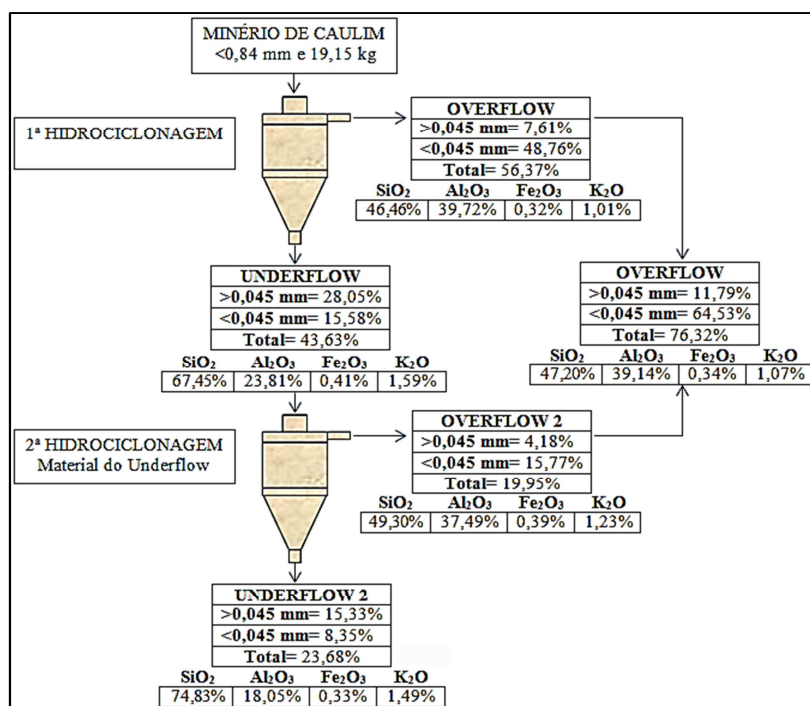 MINÉRIO DE CAULIM
<0,84 mm e 19,15 kg
1ª HIDROCICLONAGEM
OVERFLOW
>0,045 mm= 7,61%
<0,045 mm= 48,76%
Total= 56,37%
SiO₂ Al₂O₃ Fe₂O₃ K₂O
46,46% 39,72% 0,32% 1,01%
UNDERFLOW
>0,045 mm= 28,05%
<0,045 mm= 15,58%
Total= 43,63%
SiO₂ Al₂O₃ Fe₂O₃ K₂O
67,45% 23,81% 0,41% 1,59%
OVERFLOW
>0,045 mm= 11,79%
<0,045 mm= 64,53%
Total= 76,32%
SiO₂ Al₂O₃ Fe₂O₃ K₂O
47,20% 39,14% 0,34% 1,07%
2ª HIDROCICLONAGEM
Material do Underflow
OVERFLOW 2
>0,045 mm= 4,18%
<0,045 mm= 15,77%
Total= 19,95%
SiO₂ Al₂O₃ Fe₂O₃ K₂O
49,30% 37,49% 0,39% 1,23%
UNDERFLOW 2
>0,045 mm= 15,33%
<0,045 mm= 8,35%
Total= 23,68%
SiO₂ Al₂O₃ Fe₂O₃ K₂O
74,83% 18,05% 0,33% 1,49%